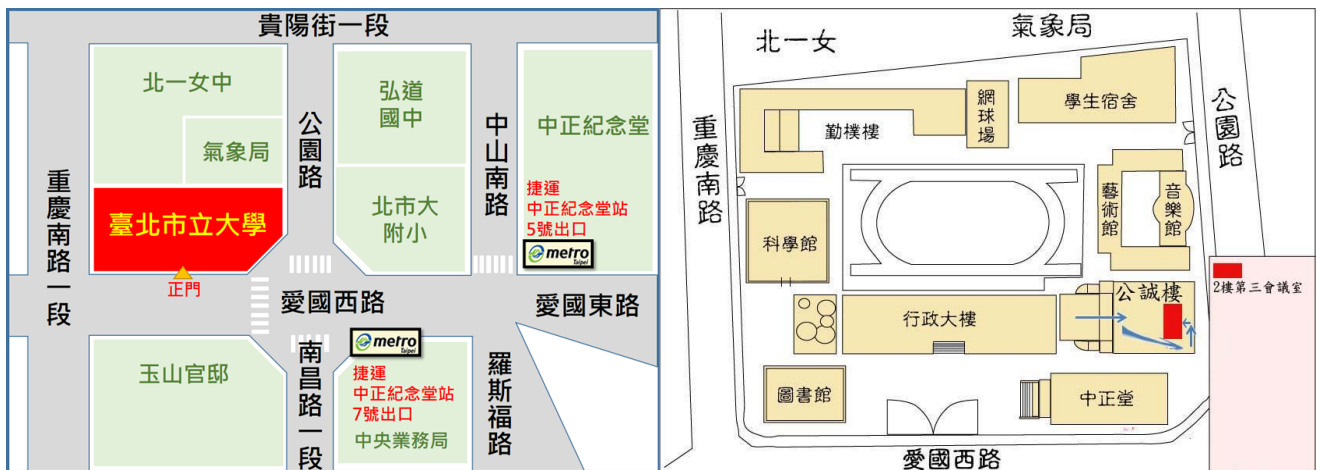 貴陽街一段
北一女中
氣象局
臺北市立大學
正門
重慶南路一段
公園路
弘道
國中
北市大
附小
中山南路
中正紀念堂
捷運
中正紀念堂站
5號出口
metro
Taipei
愛國西路
愛國東路
玉山官邸
南昌路一段
metro
Taipei
捷運
中正紀念堂站
7號出口
中央業務局
羅斯福路
北一女
氣象局
重慶南路
公園路
勤樸樓
網球場
學生宿舍
科學館
藝術館
音樂館
公誠樓
2樓第三會議室
行政大樓
圖書館
中正堂
愛國西路